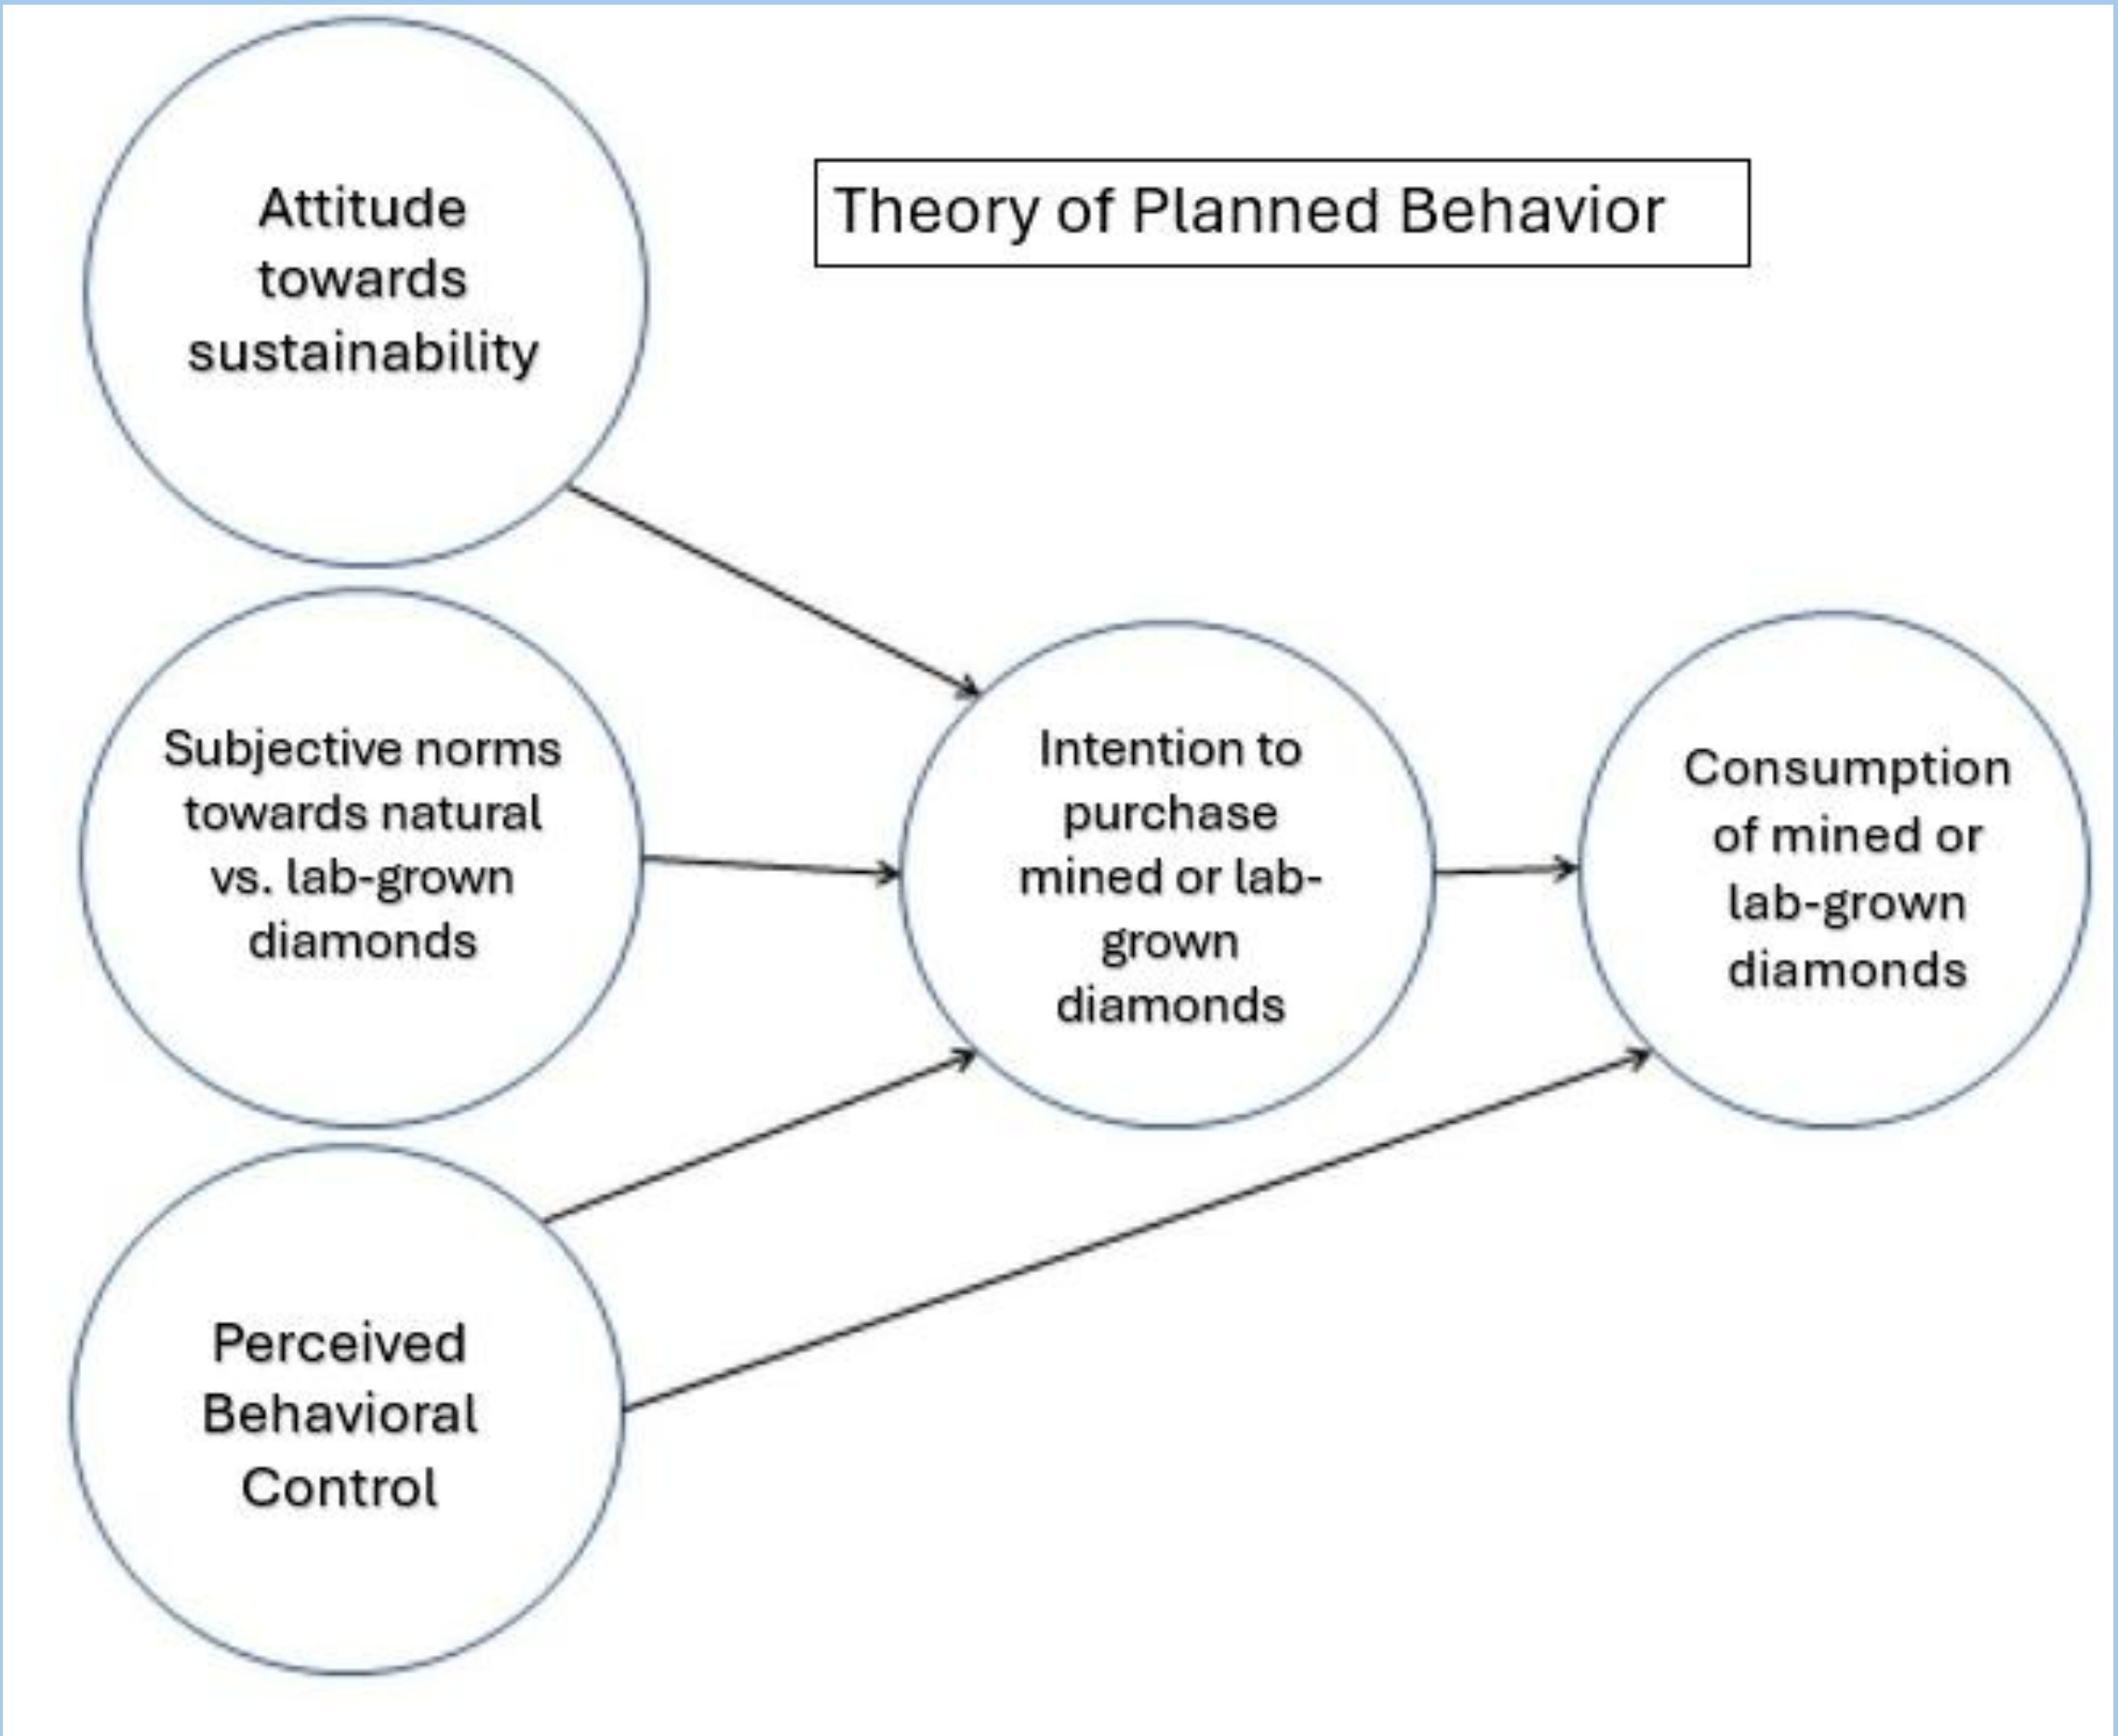 Attitude
towards
sustainability
Theory of Planned Behavior
Subjective norms
towards natural
vs. lab-grown
diamonds
Intention to
purchase
mined or lab-
grown
diamonds
Consumption
of mined or
lab-grown
diamonds
Perceived
Behavioral
Control